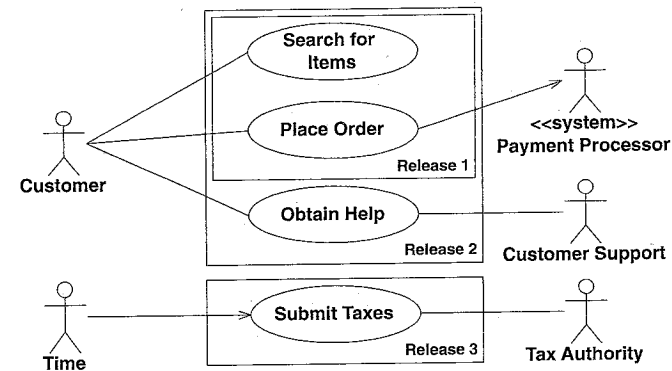 Search for
Items
<<system>>
Payment Processor
Place Order
Release 1
Customer
Obtain Help
Release 2
Customer Support
Submit Taxes
Release 3
Time
Tax Authority